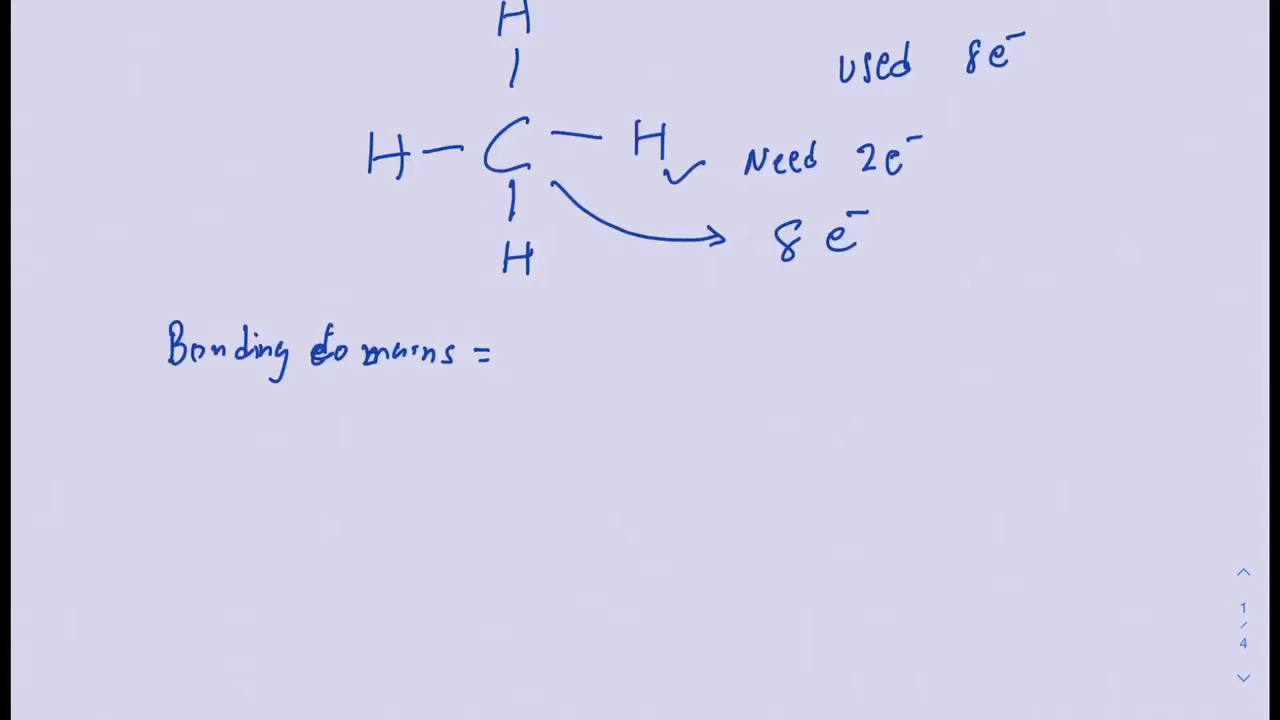 H
used 8e⁻
H - C - H Need 2e⁻
8 e⁻
H
Bonding domains =
1
/
4